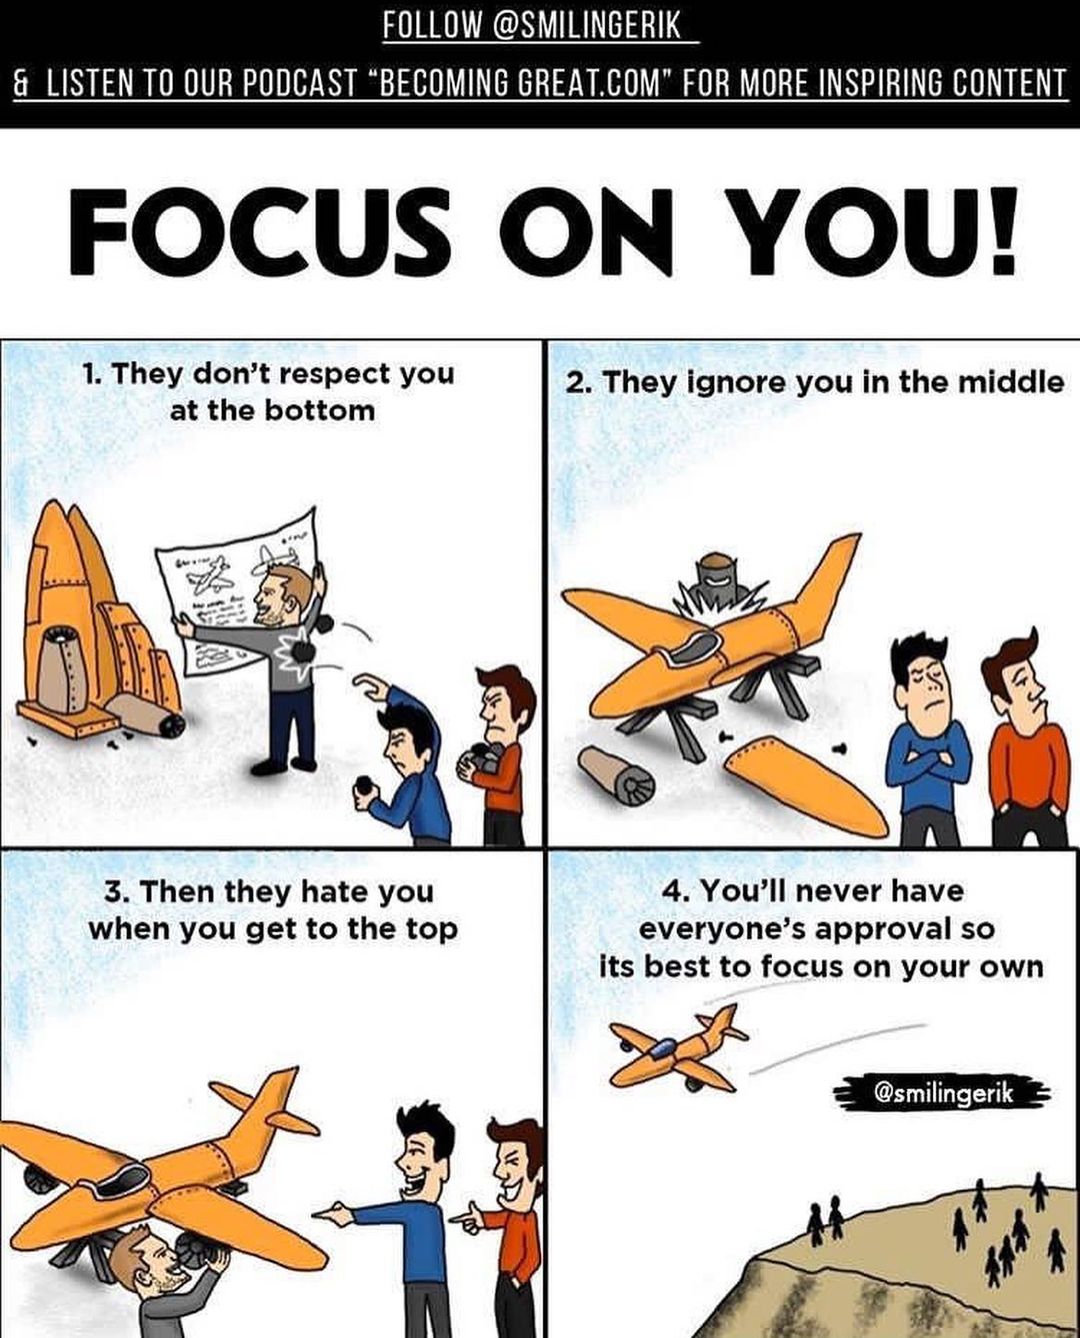 FOLLOW @SMILINGERIK
& LISTEN TO OUR PODCAST “BECOMING GREAT.COM” FOR MORE INSPIRING CONTENT
FOCUS ON YOU!
1. They don’t respect you
at the bottom
2. They ignore you in the middle
3. Then they hate you
when you get to the top
4. You’ll never have
everyone’s approval so
its best to focus on your own
@smilingerik